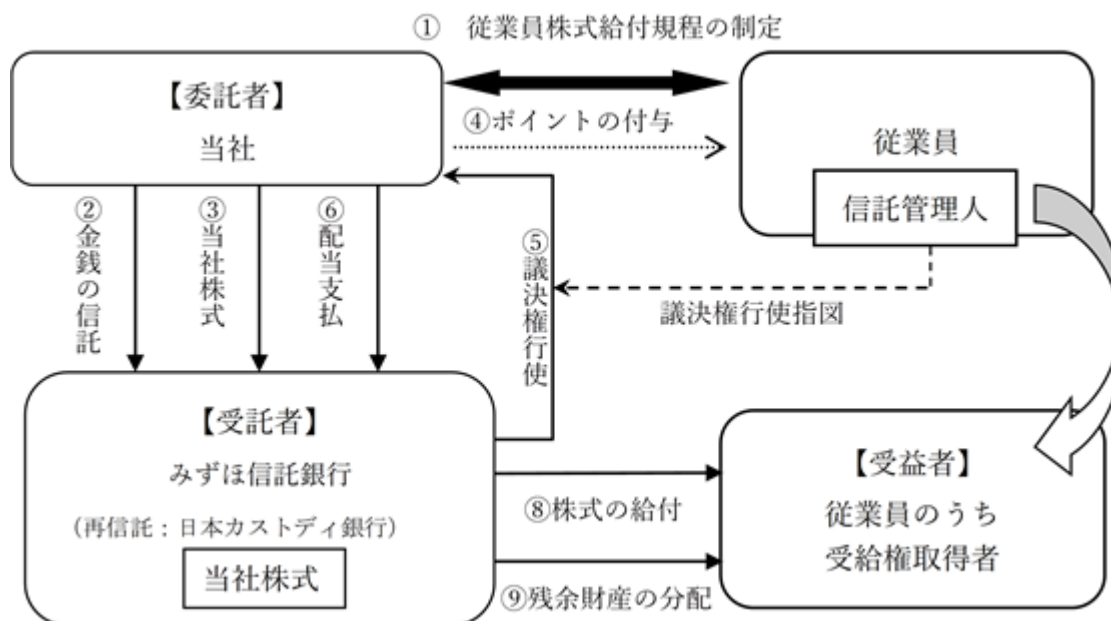 ① 従業員株式給付規程の制定
【委託者】
当社
④ポイントの付与
従業員
信託管理人
②金銭の信託
③当社株式
⑥配当支払
⑤議決権行使
議決権行使指図
【受託者】
みずほ信託銀行
(再信託:日本カストディ銀行)
当社株式
⑧株式の給付
⑨残余財産の分配
【受益者】
従業員のうち
受給権取得者